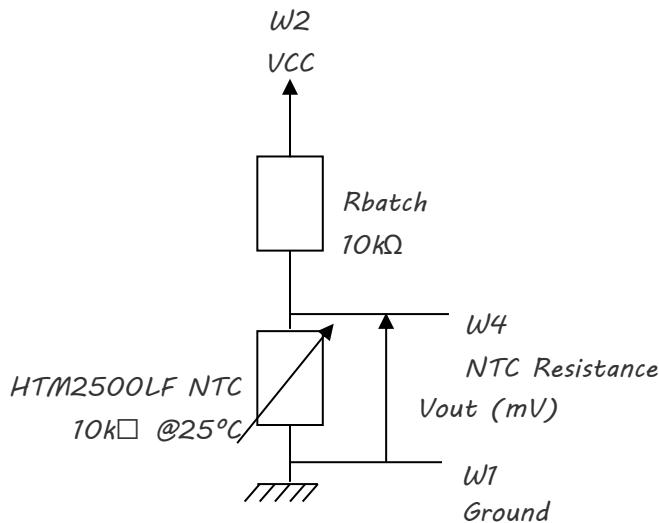 W2
VCC
Rbatch
10kΩ
W4
NTC Resistance
HTM2500LF NTC
Vout (mV)
10k□ @25°C
W1
Ground